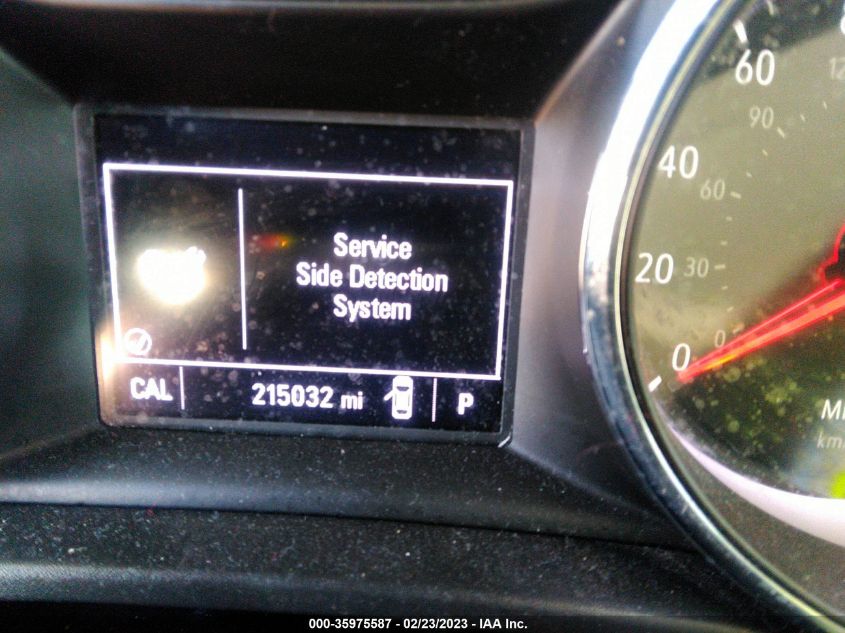 Service
Side Detection
System
CAL 215032 mi P
60
90
40
60
20 30
0 0
000-35975587 - 02/23/2023 - IAA Inc.